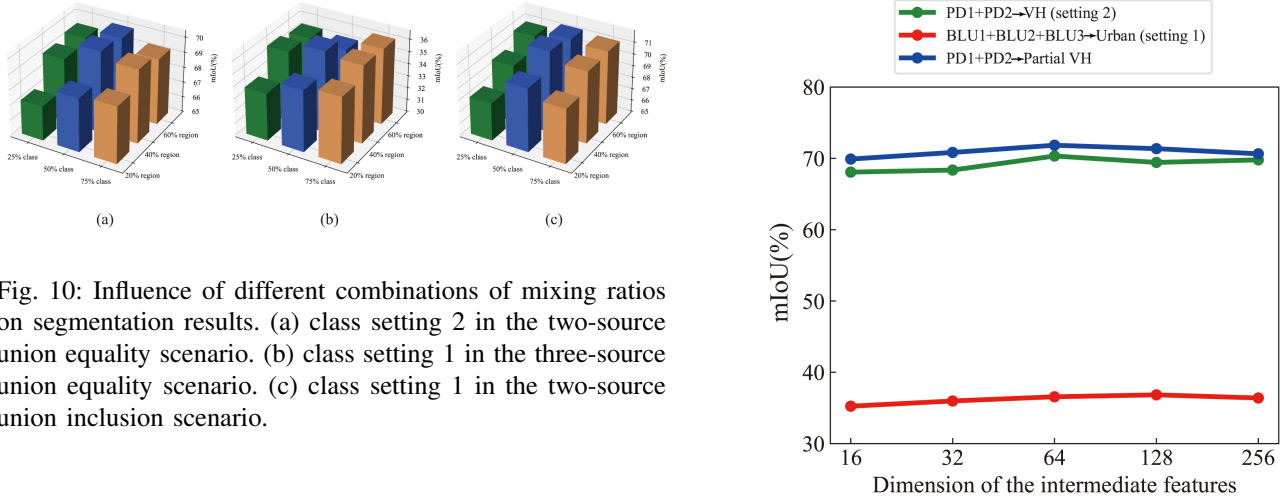 70
69
68
67
66
65
mIoU(%)
25% class
50% class
75% class
20% region
40% region
60% region
(a)
36
35
34
33
32
31
30
mIoU(%)
25% class
50% class
75% class
20% region
40% region
60% region
(b)
71
70
69
68
67
66
65
mIoU(%)
25% class
50% class
75% class
20% region
40% region
60% region
(c)
Fig. 10: Influence of different combinations of mixing ratios
on segmentation results. (a) class setting 2 in the two-source
union equality scenario. (b) class setting 1 in the three-source
union equality scenario. (c) class setting 1 in the two-source
union inclusion scenario.
PD1+PD2→VH (setting 2)
BLU1+BLU2+BLU3→Urban (setting 1)
PD1+PD2→Partial VH
80
70
60
50
40
30
mIoU(%)
16 32 64 128 256
Dimension of the intermediate features